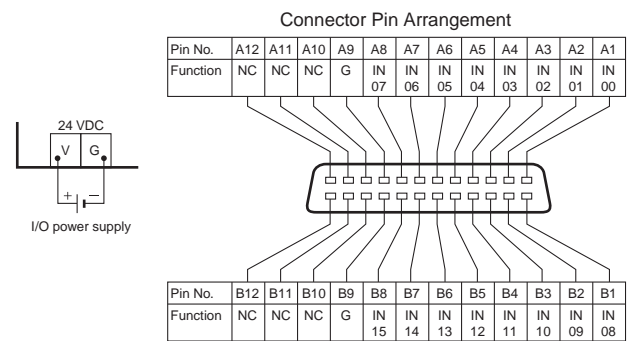 Connector Pin Arrangement
Pin No. A12 A11 A10 A9 A8 A7 A6 A5 A4 A3 A2 A1
Function NC NC NC G IN 07 IN 06 IN 05 IN 04 IN 03 IN 02 IN 01 IN 00
24 VDC
V G
+ −
I/O power supply
Pin No. B12 B11 B10 B9 B8 B7 B6 B5 B4 B3 B2 B1
Function NC NC NC G IN 15 IN 14 IN 13 IN 12 IN 11 IN 10 IN 09 IN 08